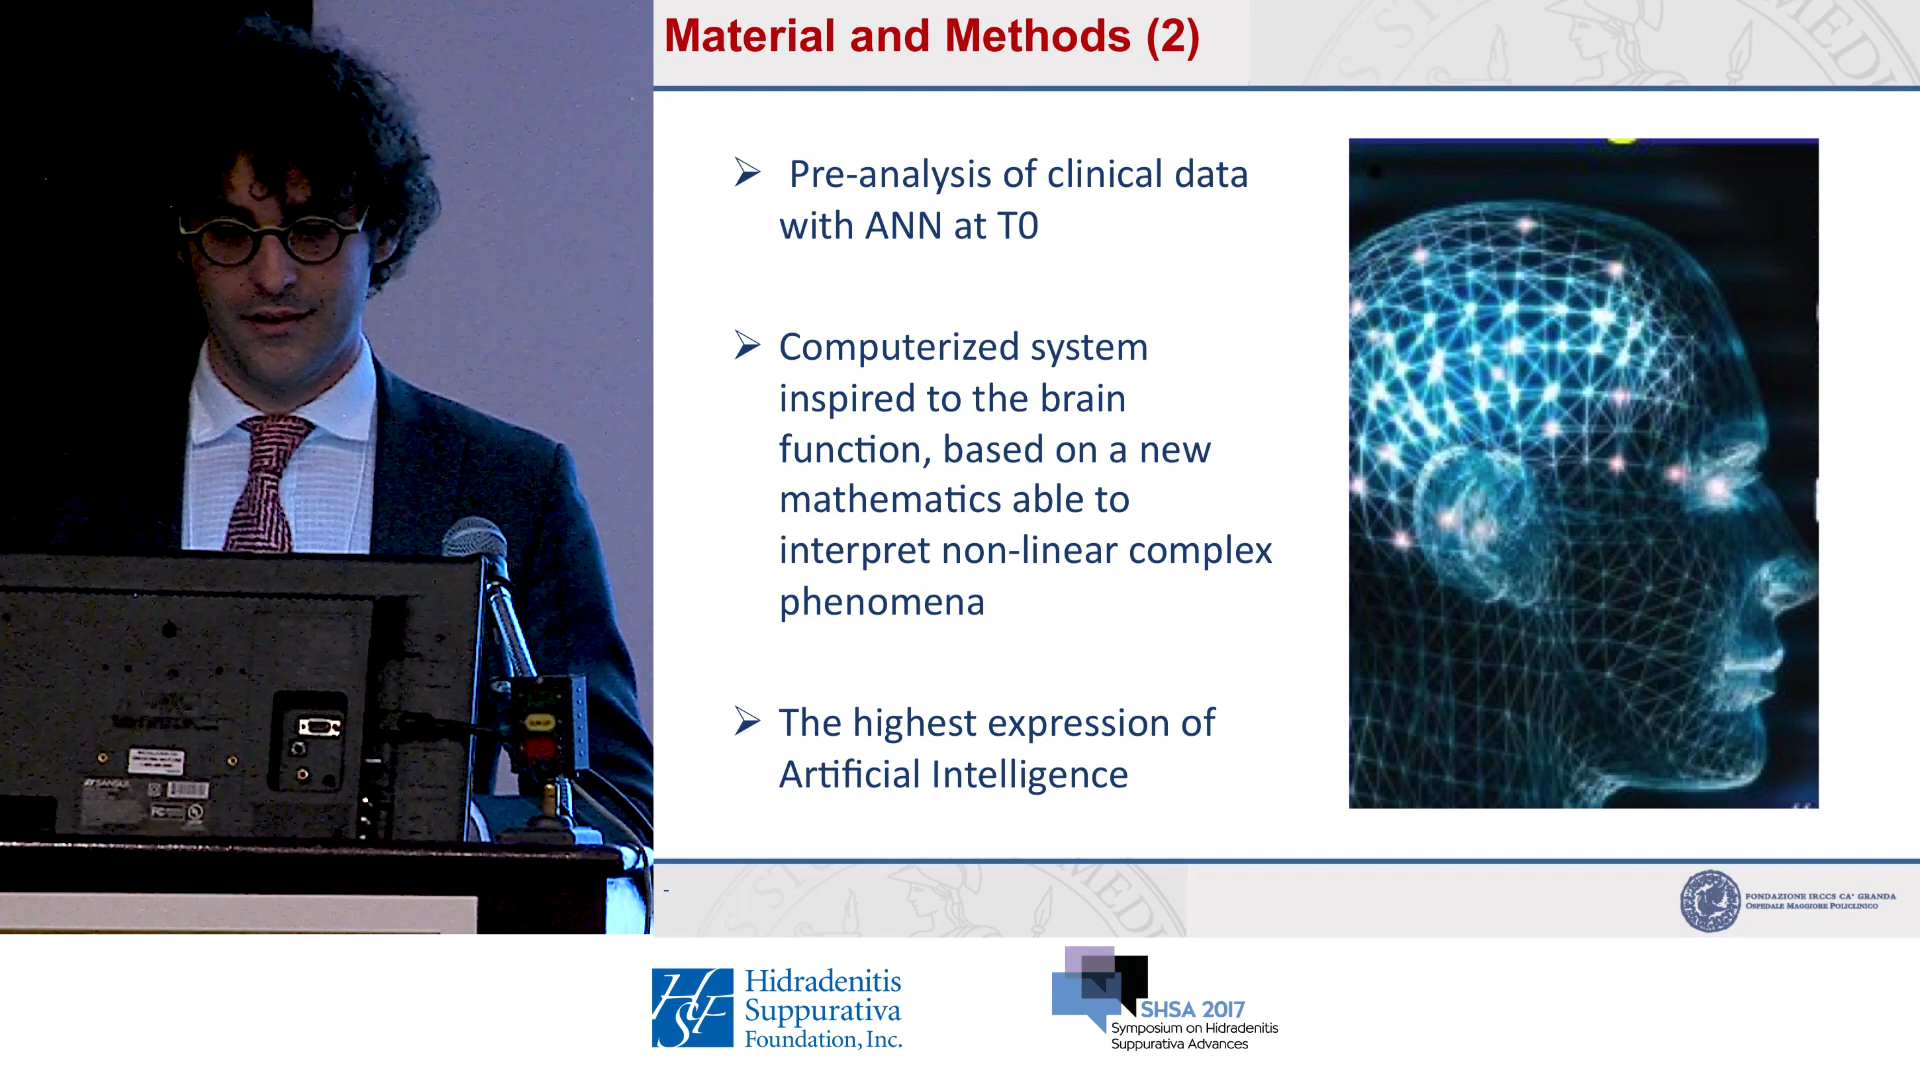 Material and Methods (2)
➢ Pre-analysis of clinical data
with ANN at T0
➢ Computerized system
inspired to the brain
function, based on a new
mathematics able to
interpret non-linear complex
phenomena
➢ The highest expression of
Artificial Intelligence
-
FONDAZIONE IRCCS CA' GRANDA
OSPEDALE MAGGIORE POLICLINICO
HSF
Hidradenitis
Suppurativa
Foundation, Inc.
SHSA 2017
Symposium on Hidradenitis
Suppurativa Advances